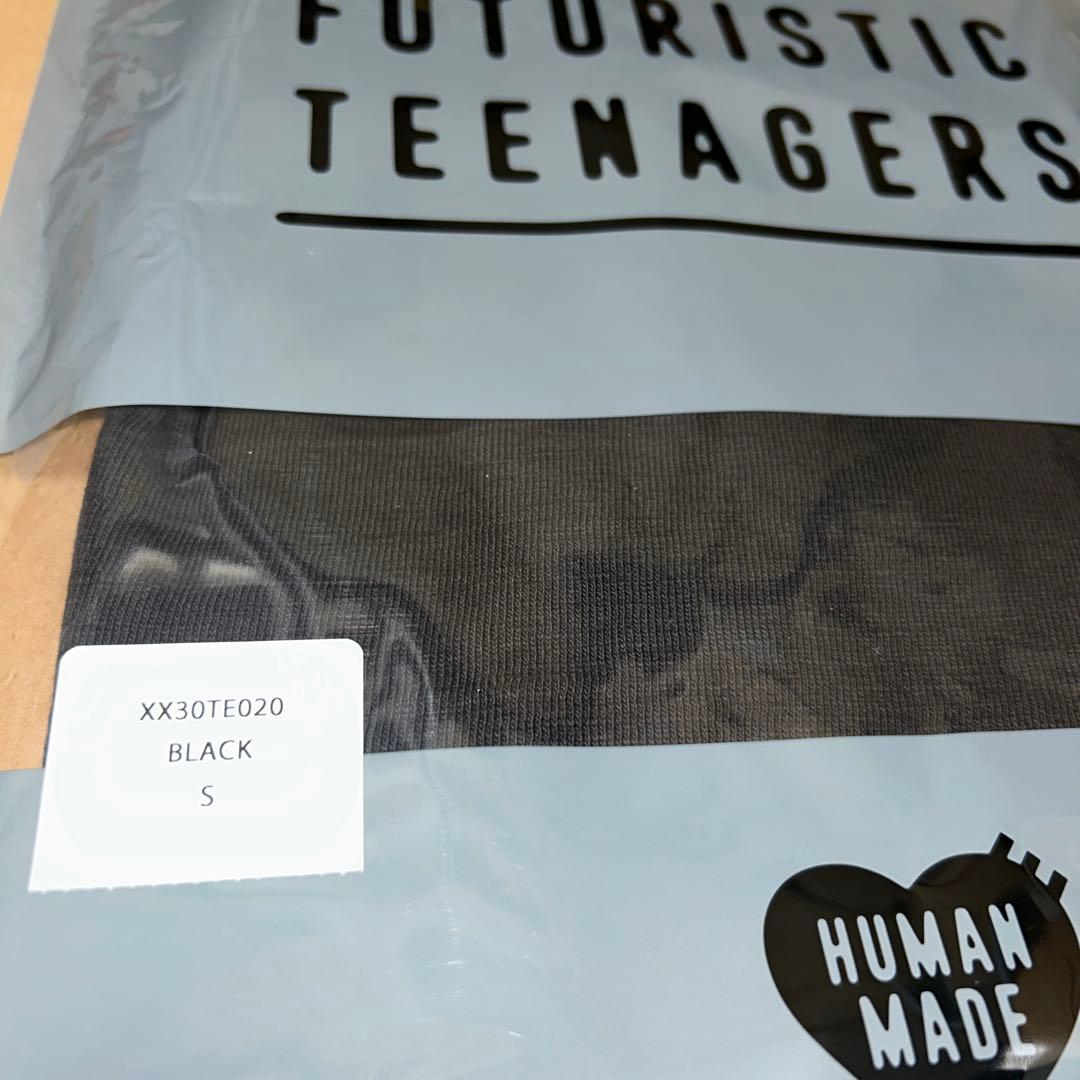 FUTURISTIC
TEENAGERS
XX30TE020
BLACK
S
HUMAN
MADE